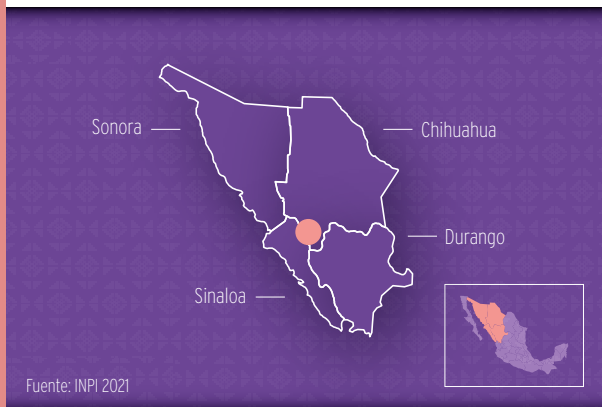 Sonora
Chihuahua
Durango
Sinaloa
Fuente: INPI 2021